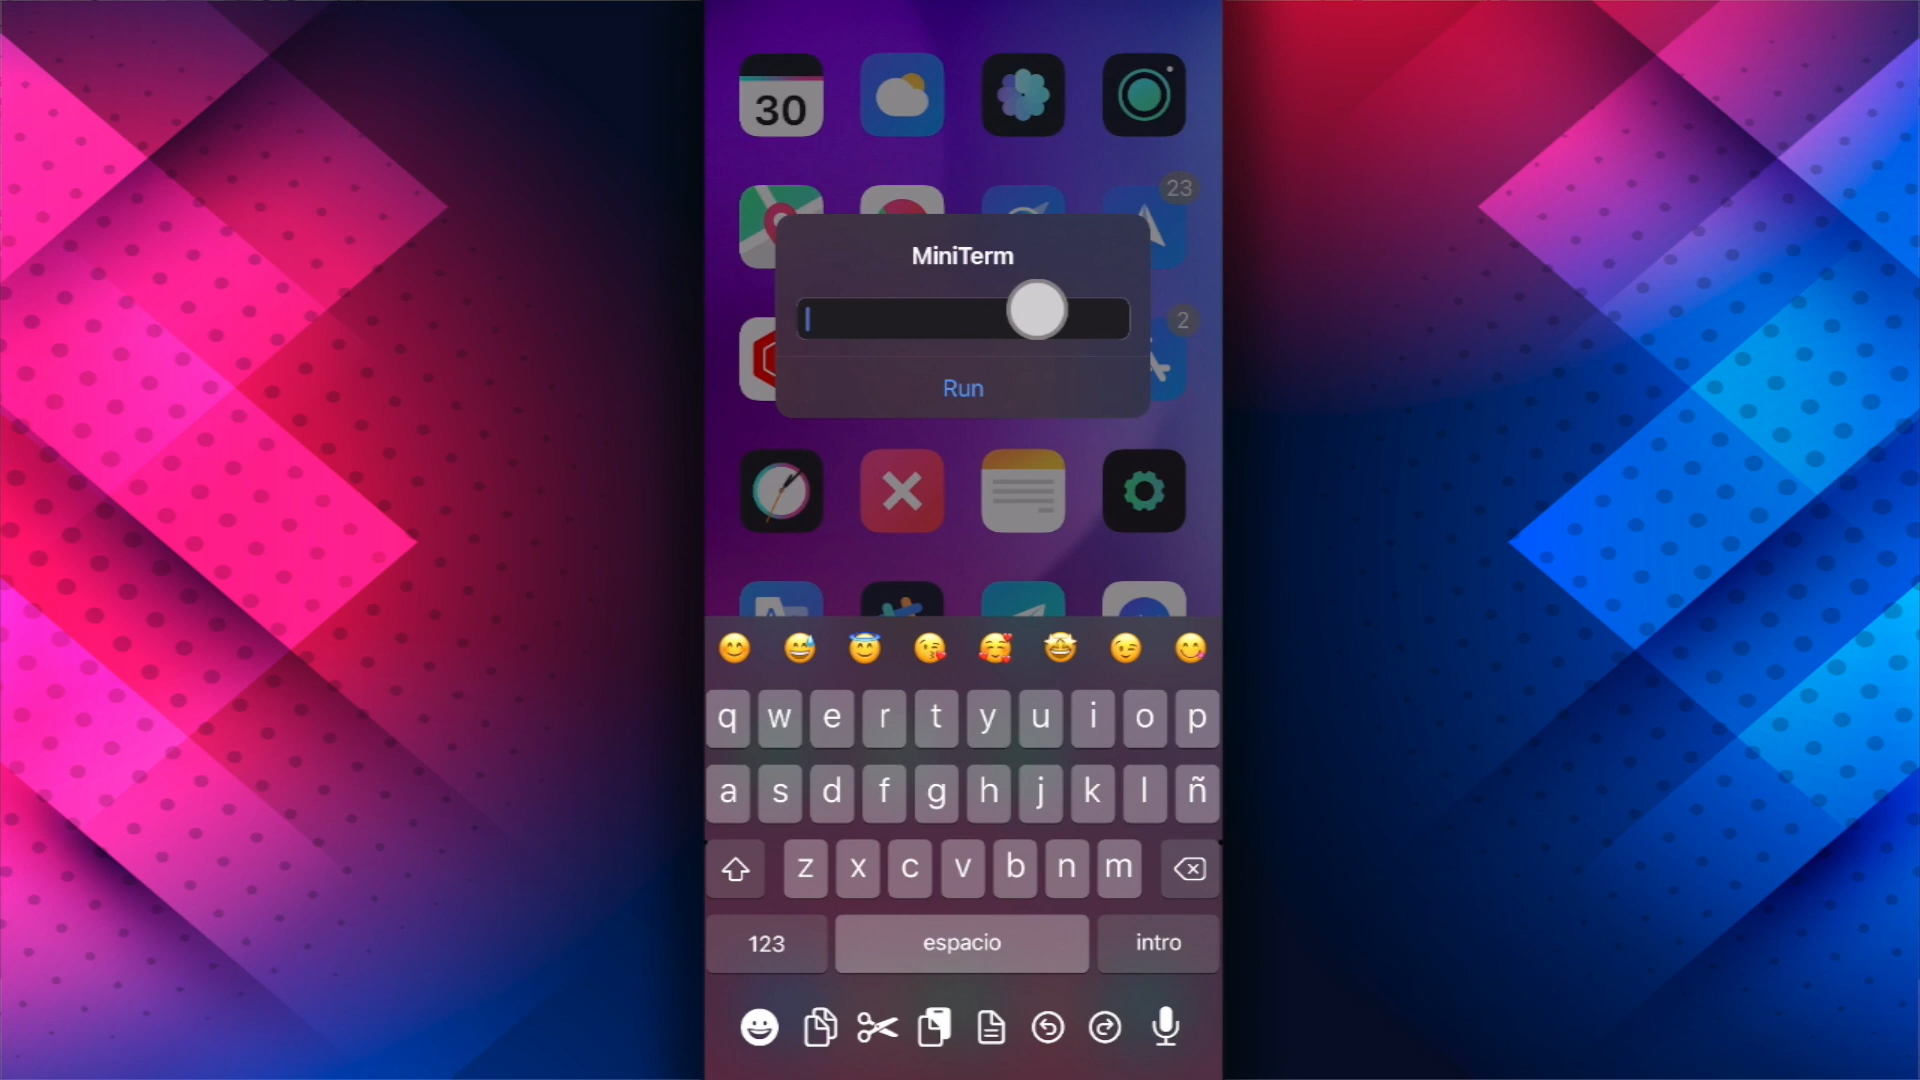 30
23
MiniTerm
2
Run
q w e r t y u i o p
a s d f g h j k l ñ
z x c v b n m
123 espacio intro